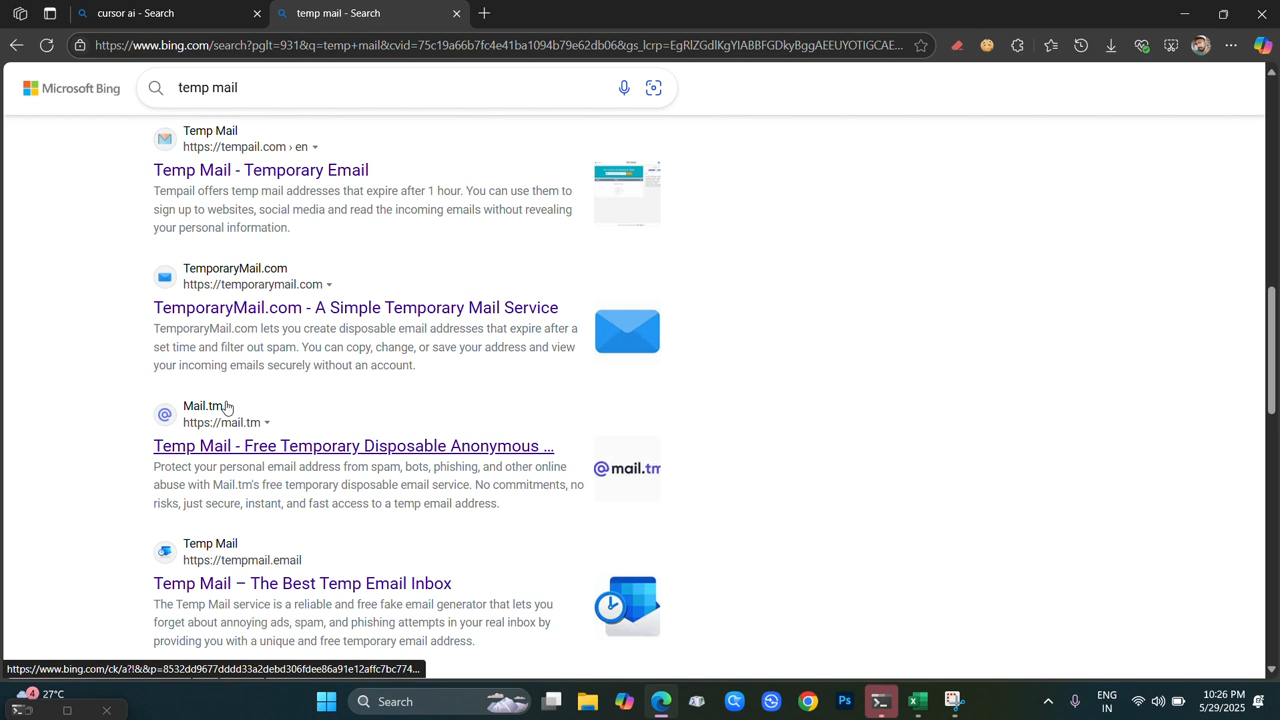 cursor ai - Search
temp mail - Search
https://www.bing.com/search?pglt=931&q=temp+mail&cvid=75c19a66b7fc4e41ba1094b79e62db06&gs_lcrp=EgRlZGdlKgYIABBFGDkyBggAEEUYOTIGCAE...
Microsoft Bing
temp mail
Temp Mail
https://tempail.com › en
Temp Mail - Temporary Email
Tempail offers temp mail addresses that expire after 1 hour. You can use them to
sign up to websites, social media and read the incoming emails without revealing
your personal information.
TemporaryMail.com
https://temporarymail.com
TemporaryMail.com - A Simple Temporary Mail Service
TemporaryMail.com lets you create disposable email addresses that expire after a
set time and filter out spam. You can copy, change, or save your address and view
your incoming emails securely without an account.
Mail.tm
https://mail.tm
Temp Mail - Free Temporary Disposable Anonymous ...
Protect your personal email address from spam, bots, phishing, and other online
abuse with Mail.tm's free temporary disposable email service. No commitments, no
risks, just secure, instant, and fast access to a temp email address.
@mail.tm
Temp Mail
https://tempmail.email
Temp Mail – The Best Temp Email Inbox
The Temp Mail service is a reliable and free fake email generator that lets you
forget about annoying ads, spam, and phishing attempts in your real inbox by
providing you with a unique and free temporary email address.
https://www.bing.com/ck/a?!&&p=8532dd9677dddd33a2debd306fdee86a91e12affc7bc774...
4
27°C
Search
Ps
ENG
IN
10:26 PM
5/29/2025